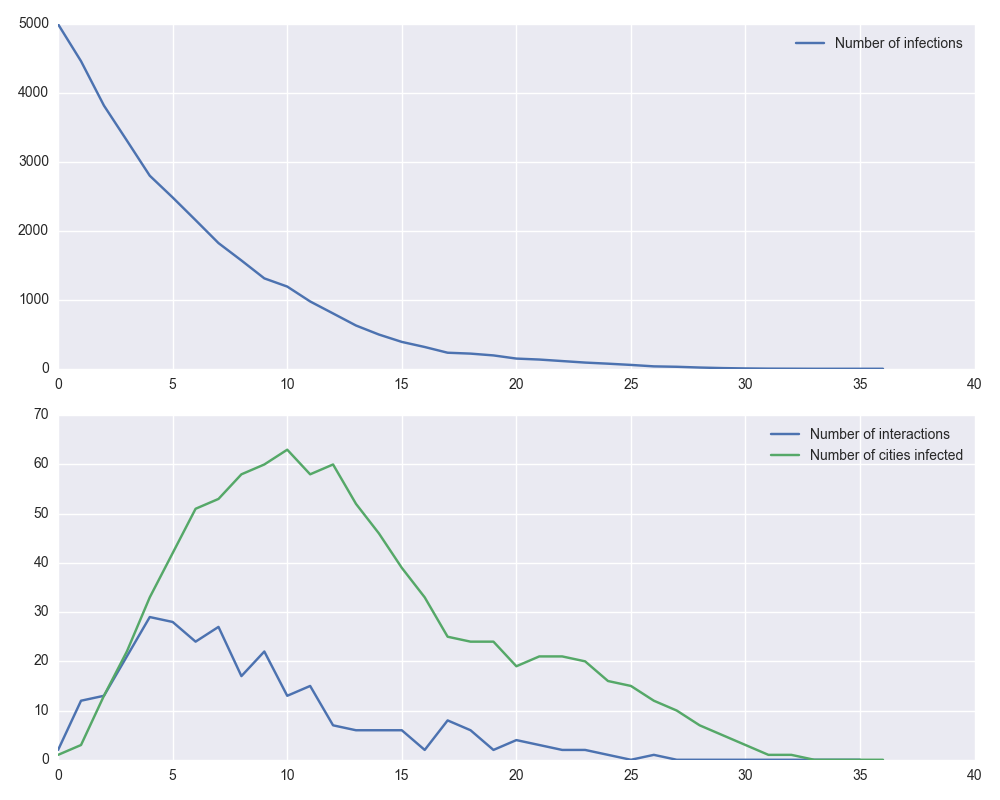 5000
Number of infections
4000
3000
2000
1000
0
0 5 10 15 20 25 30 35 40
70
Number of interactions
60
Number of cities infected
50
40
30
20
10
0
0 5 10 15 20 25 30 35 40